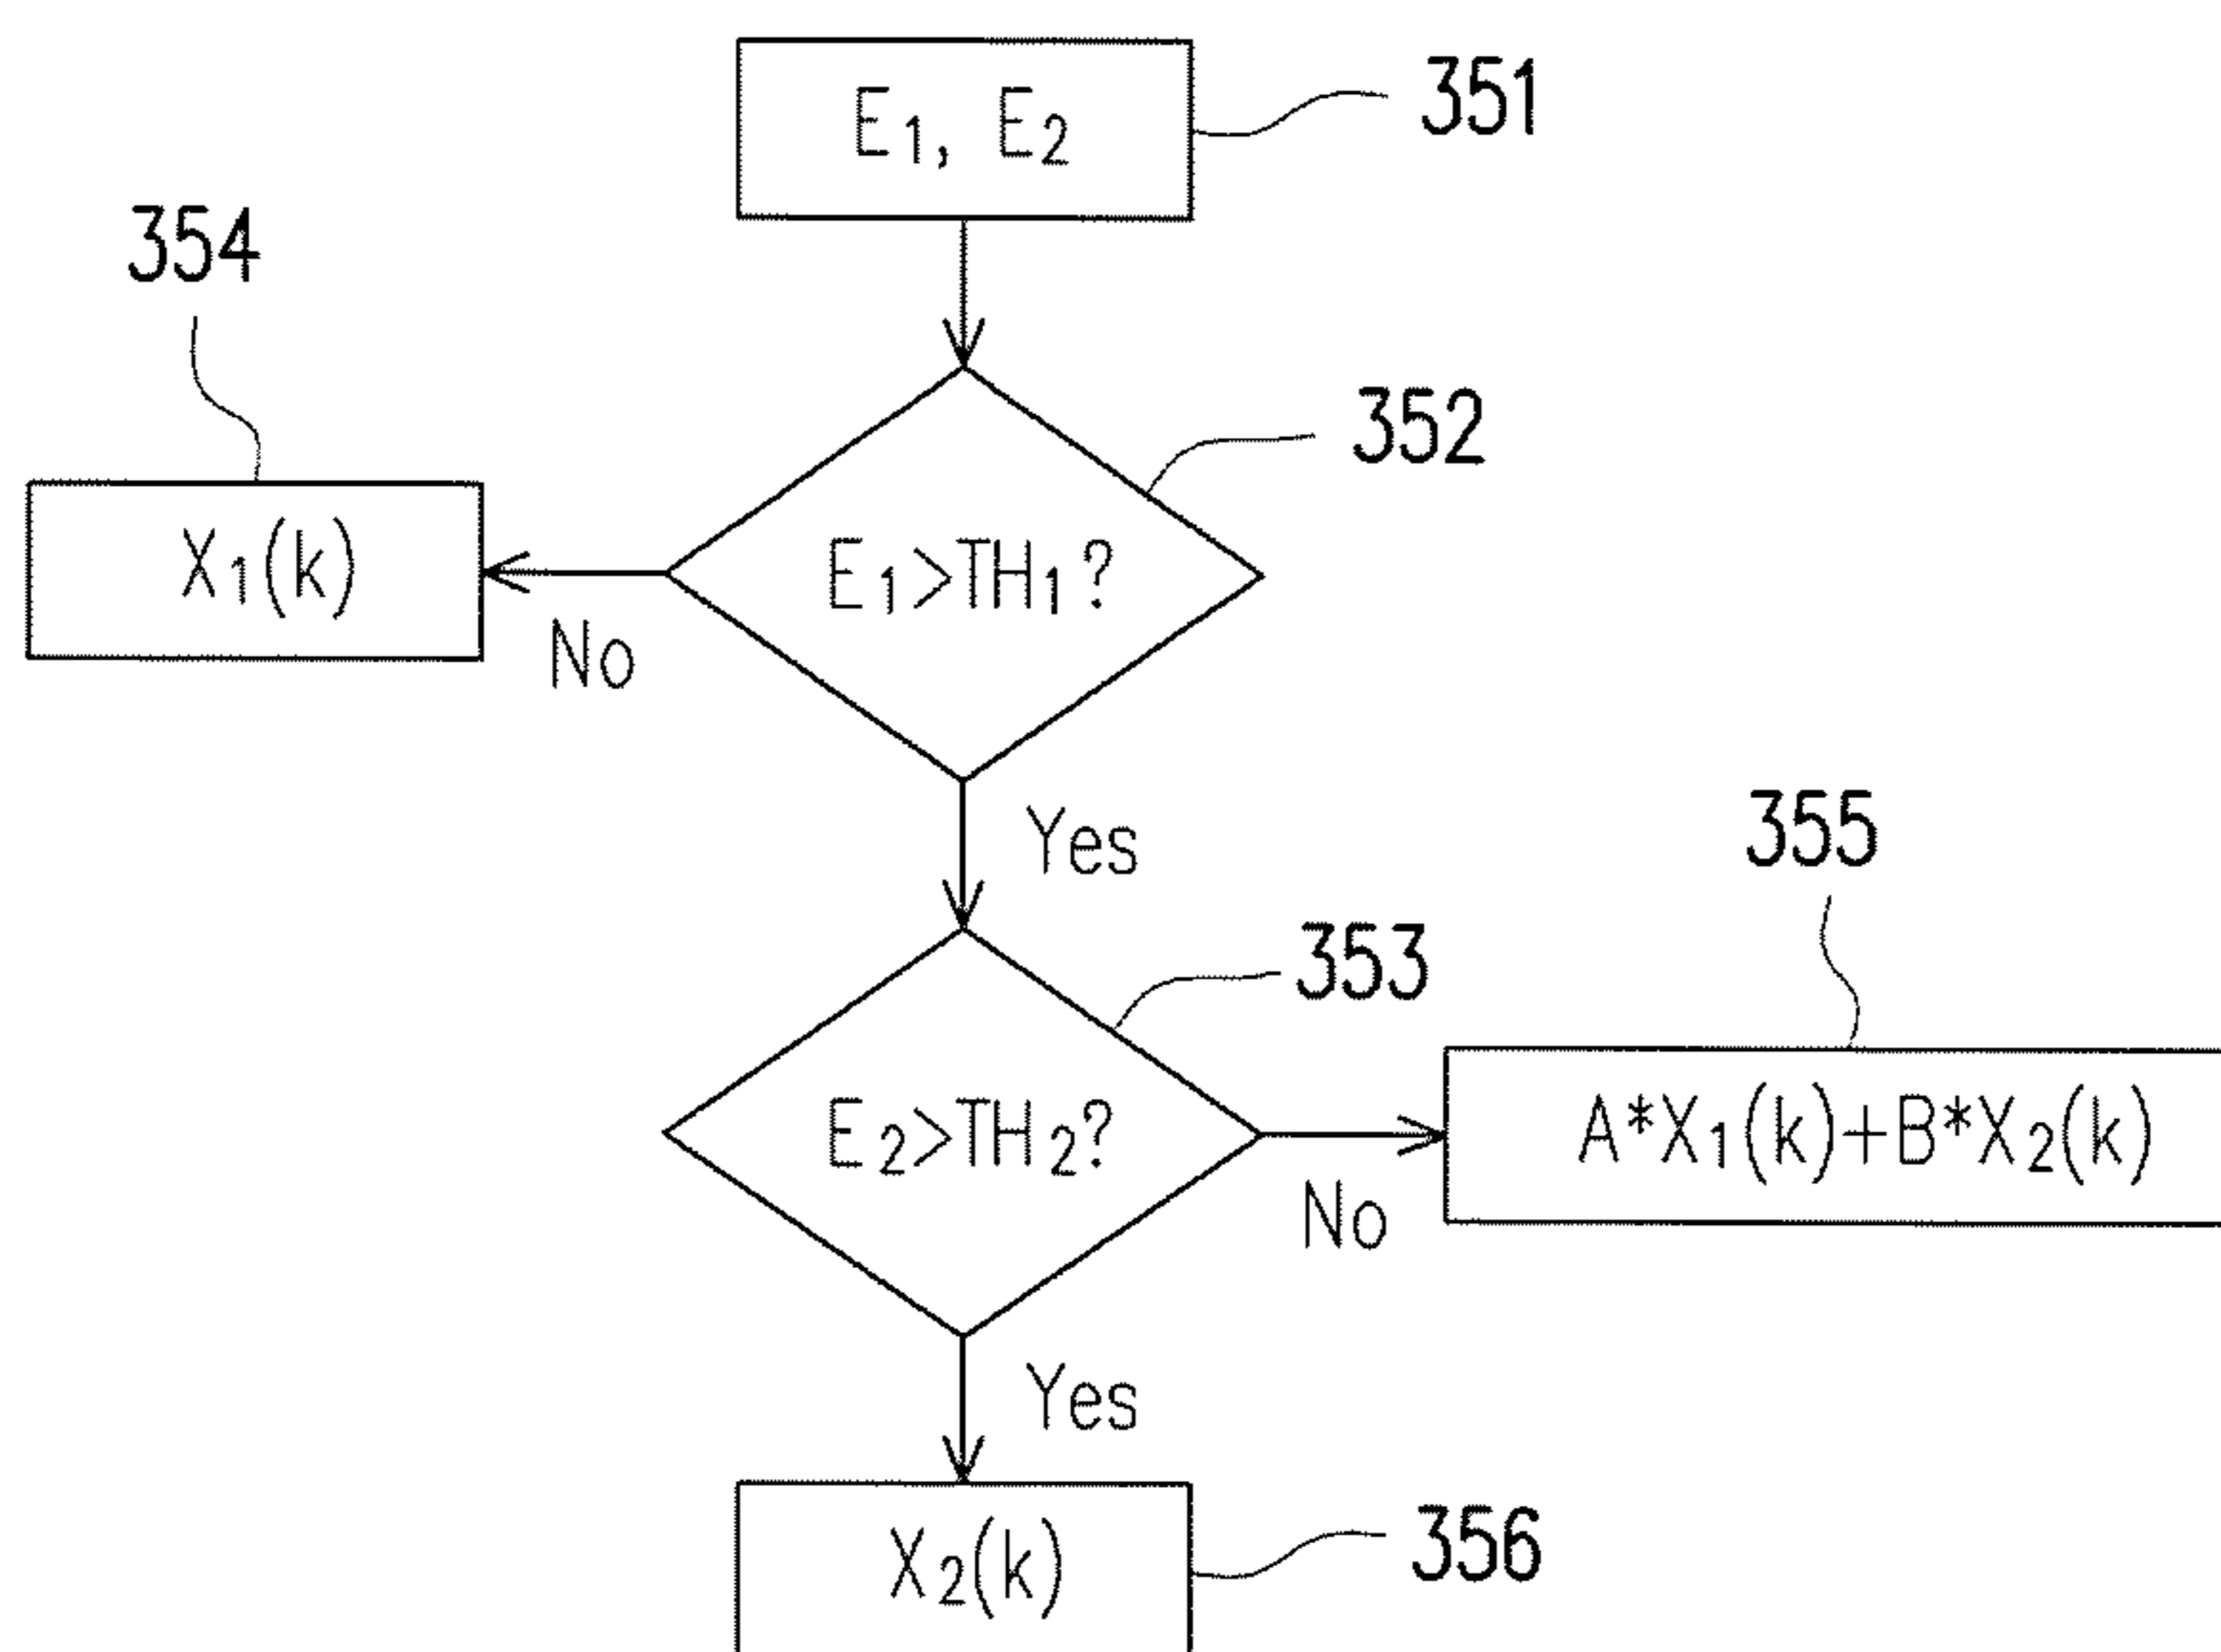 E₁, E₂
351
354
352
X₁(k)
E₁>TH₁?
No
Yes
355
353
E₂>TH₂?
A*X₁(k)+B*X₂(k)
No
Yes
X₂(k)
356